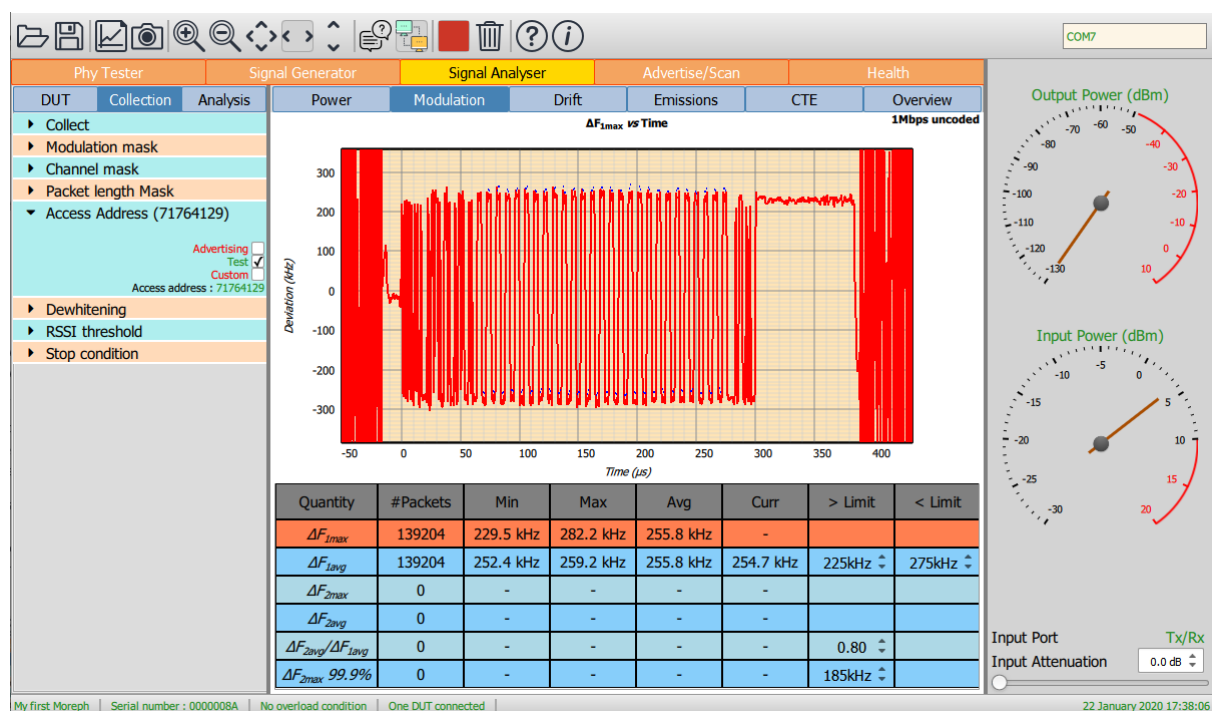 COM7
Phy Tester Signal Generator Signal Analyser Advertise/Scan Health
DUT Collection Analysis Power Modulation Drift Emissions CTE Overview
Collect
Modulation mask
Channel mask
Packet length Mask
Access Address (71764129)
Advertising
Test
Custom
Access address : 71764129
Dewhitening
RSSI threshold
Stop condition
ΔF1max vs Time 1Mbps uncoded
Deviation (kHz)
300
200
100
0
-100
-200
-300
-50 0 50 100 150 200 250 300 350 400
Time (µs)
Quantity #Packets Min Max Avg Curr > Limit < Limit
ΔF1max 139204 229.5 kHz 282.2 kHz 255.8 kHz -
ΔF1avg 139204 252.4 kHz 259.2 kHz 255.8 kHz 254.7 kHz 225kHz 275kHz
ΔF2max 0 - - - -
ΔF2avg 0 - - - -
ΔF2avg/ΔF1avg 0 - - - - 0.80
ΔF2max 99.9% 0 - - - - 185kHz
Output Power (dBm)
-130 -120 -110 -100 -90 -80 -70 -60 -50 -40 -30 -20 -10 0 10
Input Power (dBm)
-30 -25 -20 -15 -10 -5 0 5 10 15 20
Input Port Tx/Rx
Input Attenuation 0.0 dB
My first Moreph Serial number : 0000008A No overload condition One DUT connected 22 January 2020 17:38:06